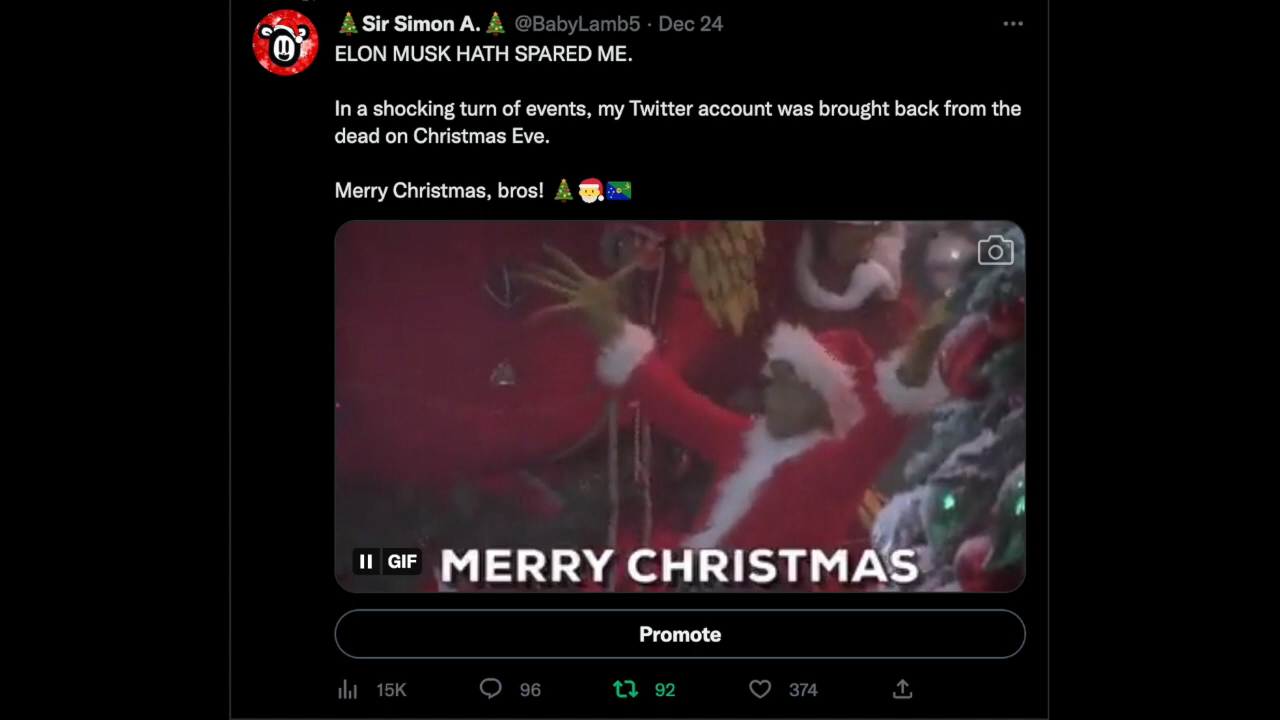 🎄Sir Simon A.🎄 @BabyLamb5 · Dec 24
ELON MUSK HATH SPARED ME.
In a shocking turn of events, my Twitter account was brought back from the
dead on Christmas Eve.
Merry Christmas, bros! 🎄🎅🇨🇽
GIF
MERRY CHRISTMAS
Promote
15K 96 92 374